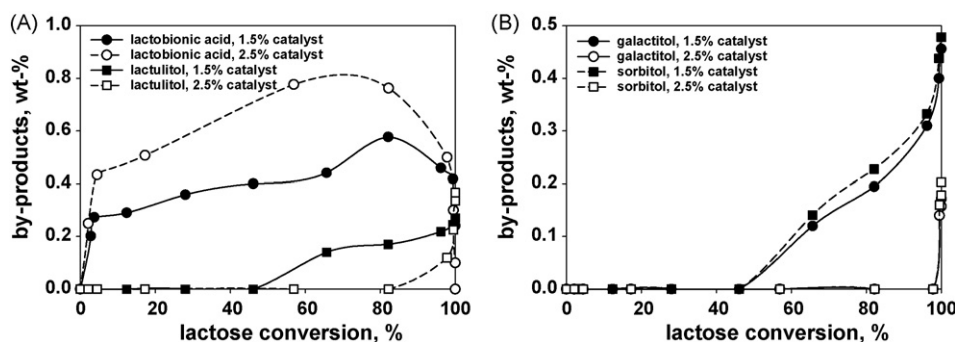 (A)
1.0
0.8
0.6
0.4
0.2
0.0
by-products, wt-%
lactobionic acid, 1.5% catalyst
lactobionic acid, 2.5% catalyst
lactulitol, 1.5% catalyst
lactulitol, 2.5% catalyst
0 20 40 60 80 100
lactose conversion, %
(B)
0.5
0.4
0.3
0.2
0.1
0.0
by-products, wt-%
galactitol, 1.5% catalyst
galactitol, 2.5% catalyst
sorbitol, 1.5% catalyst
sorbitol, 2.5% catalyst
0 20 40 60 80 100
lactose conversion, %